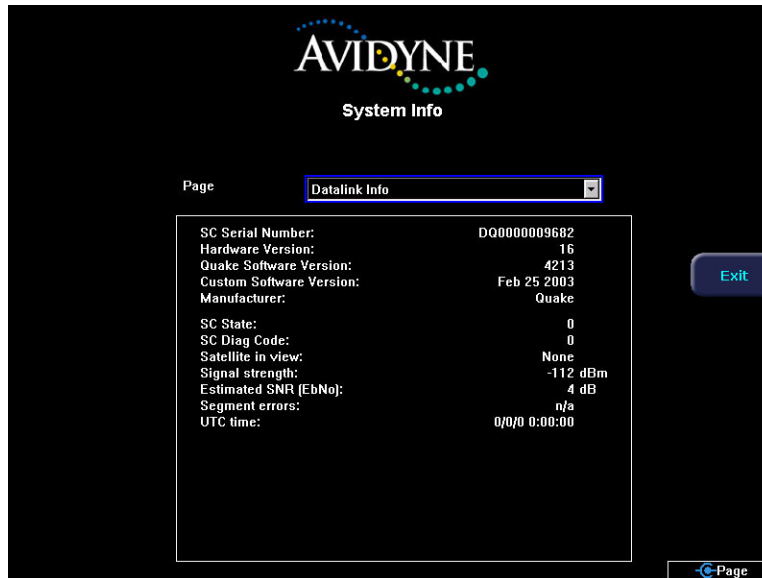 AVIDYNE
System Info
Page Datalink Info
SC Serial Number: DQ0000009682
Hardware Version: 16
Quake Software Version: 4213
Custom Software Version: Feb 25 2003
Manufacturer: Quake
SC State: 0
SC Diag Code: 0
Satellite in view: None
Signal strength: -112 dBm
Estimated SNR (EbNo): 4 dB
Segment errors: n/a
UTC time: 0/0/0 0:00:00
Exit
Page